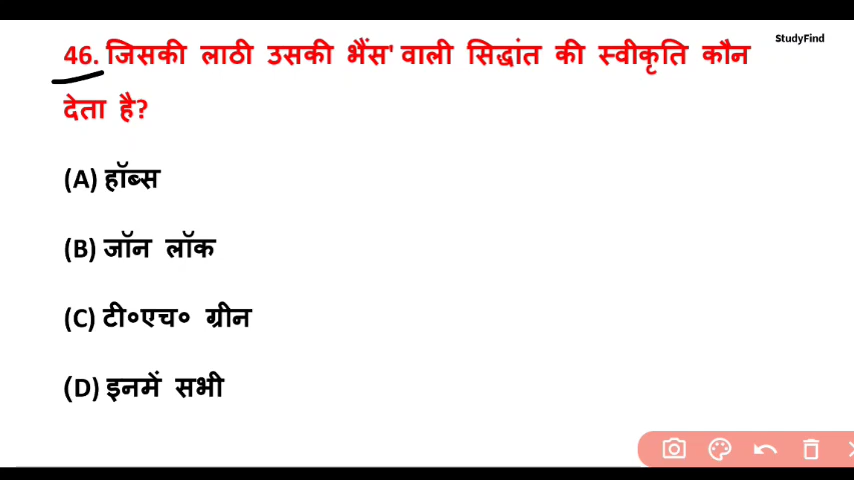 StudyFind
46. जिसकी लाठी उसकी भैंस' वाली सिद्धांत की स्वीकृति कौन
देता है?
(A) हॉब्स
(B) जॉन लॉक
(C) टी०एच० ग्रीन
(D) इनमें सभी